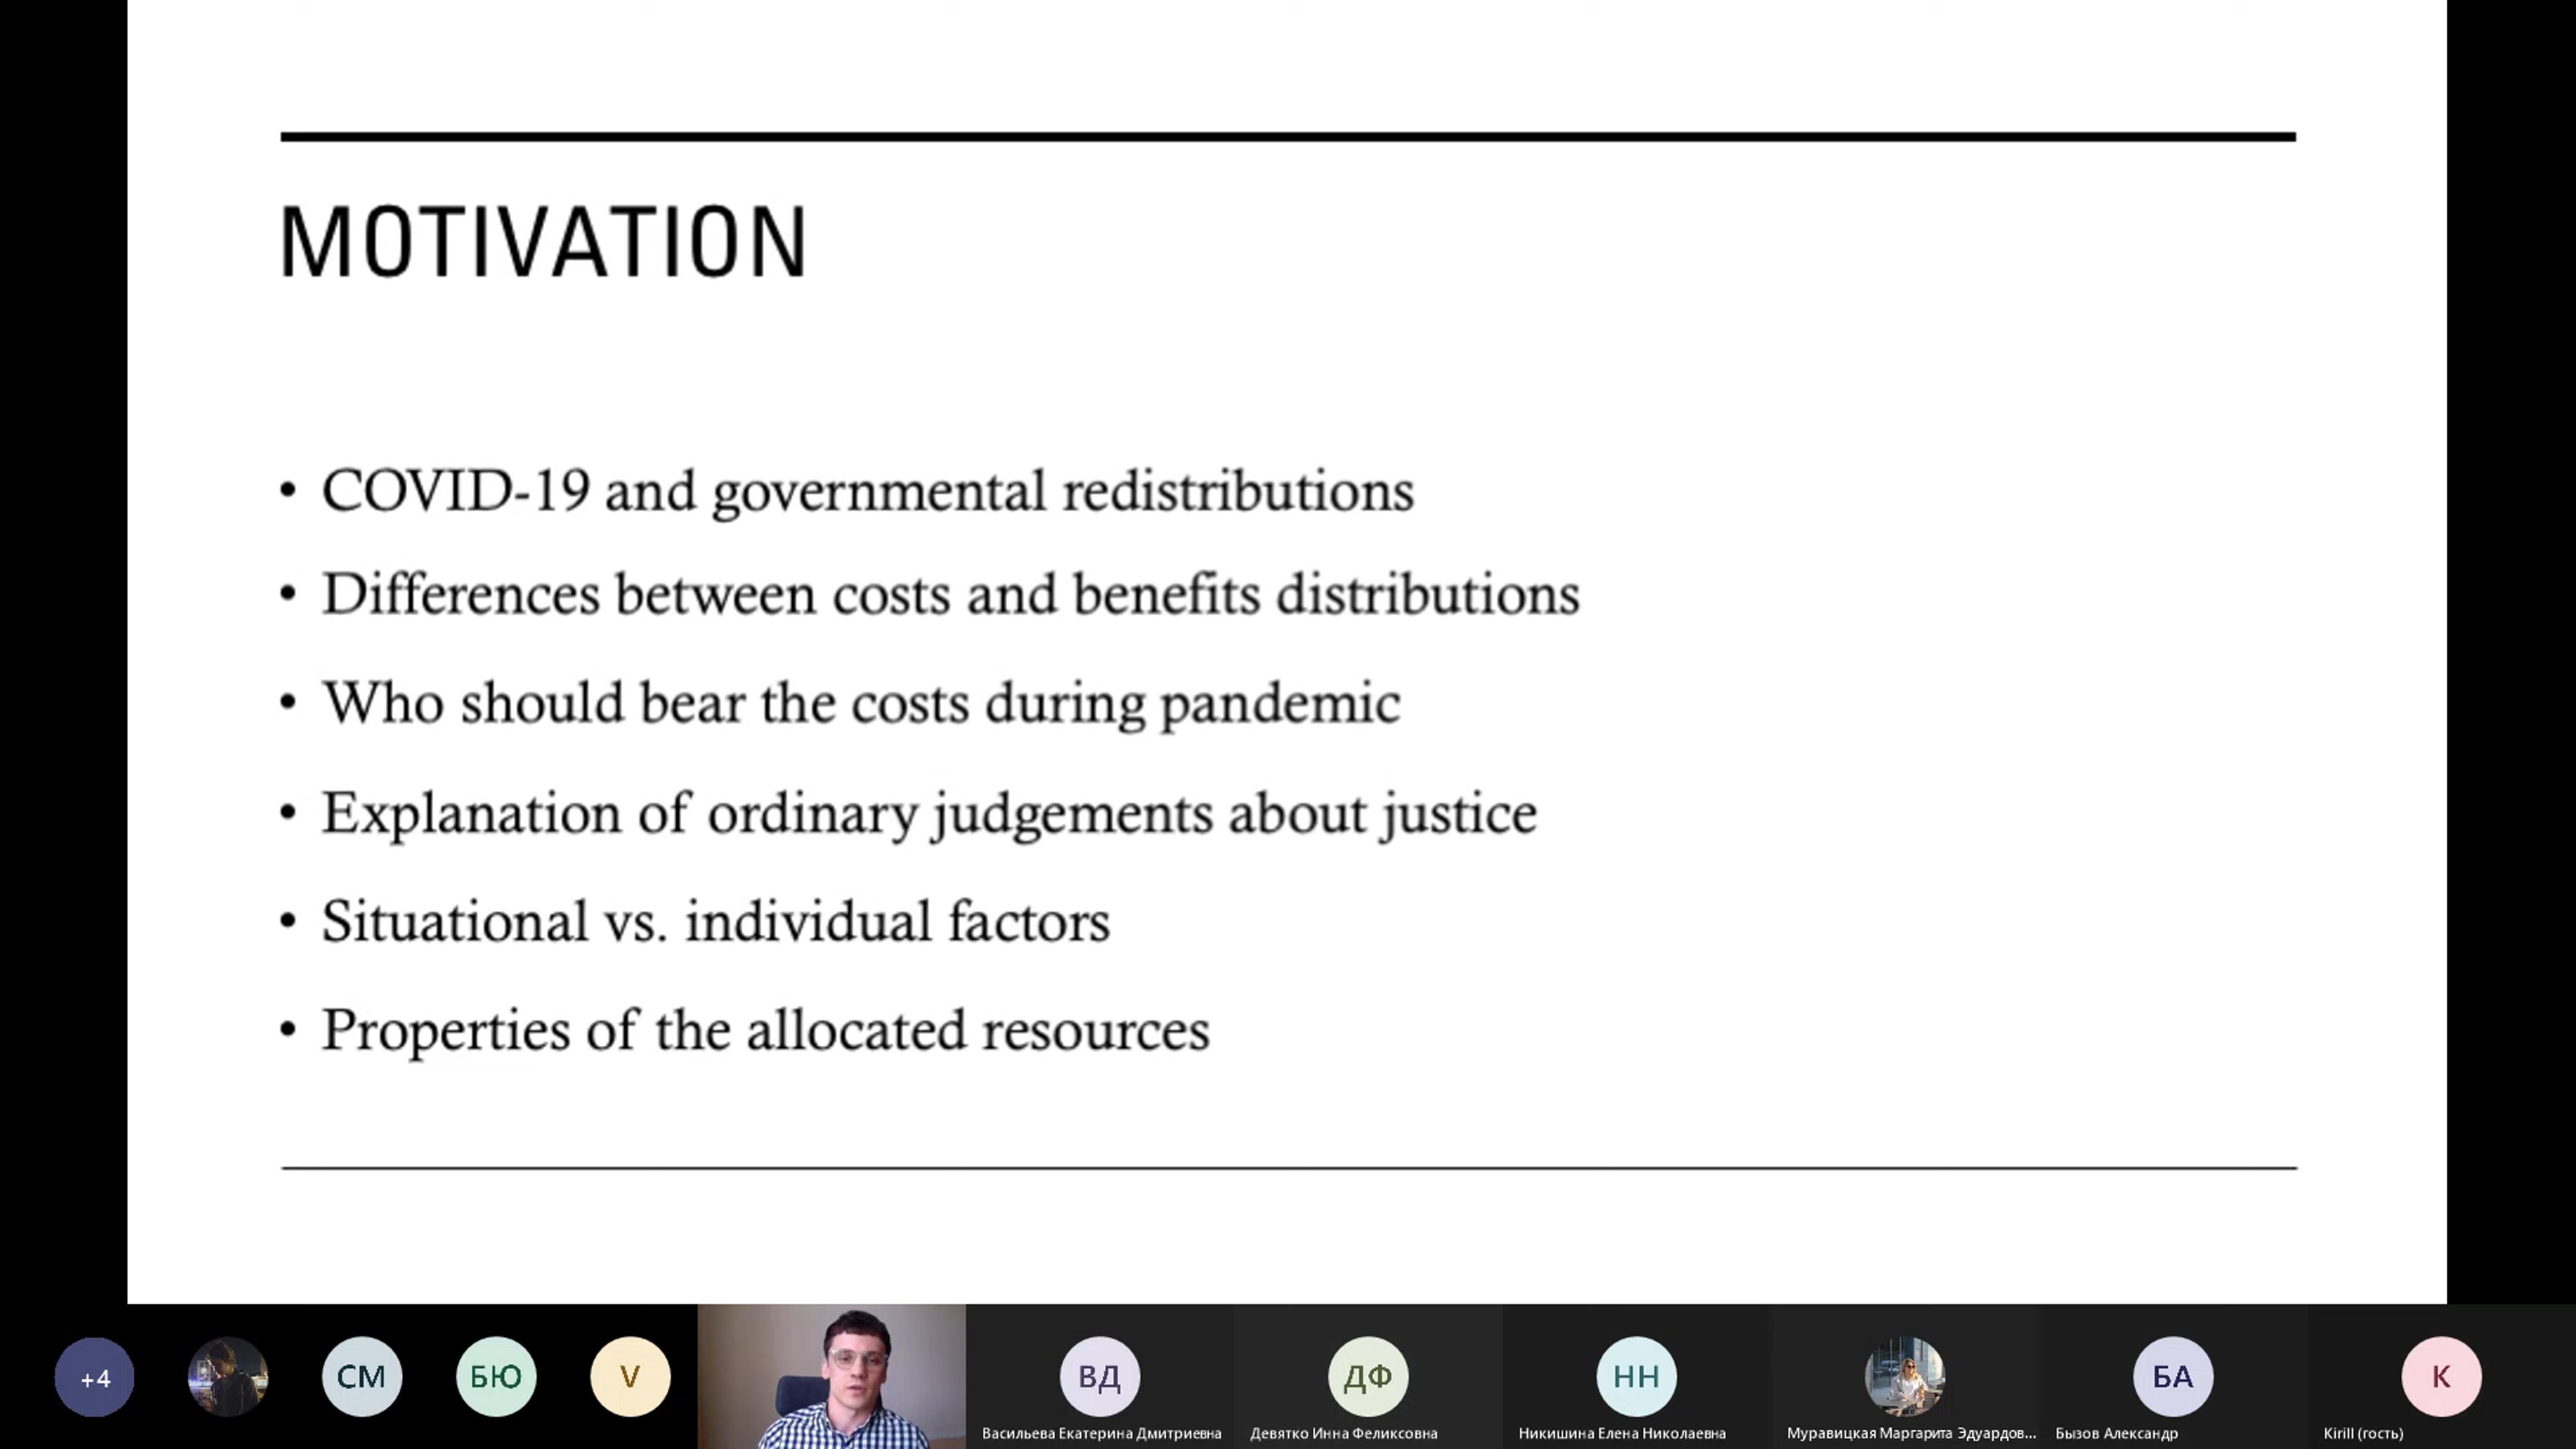 MOTIVATION
• COVID-19 and governmental redistributions
• Differences between costs and benefits distributions
• Who should bear the costs during pandemic
• Explanation of ordinary judgements about justice
• Situational vs. individual factors
• Properties of the allocated resources
+4
СМ
БЮ
V
ВД
ДФ
НН
БА
K
Васильева Екатерина Дмитриевна
Девятко Инна Феликсовна
Никишина Елена Николаевна
Муравицкая Маргарита Эдуардов...
Бызов Александр
Kirill (гость)